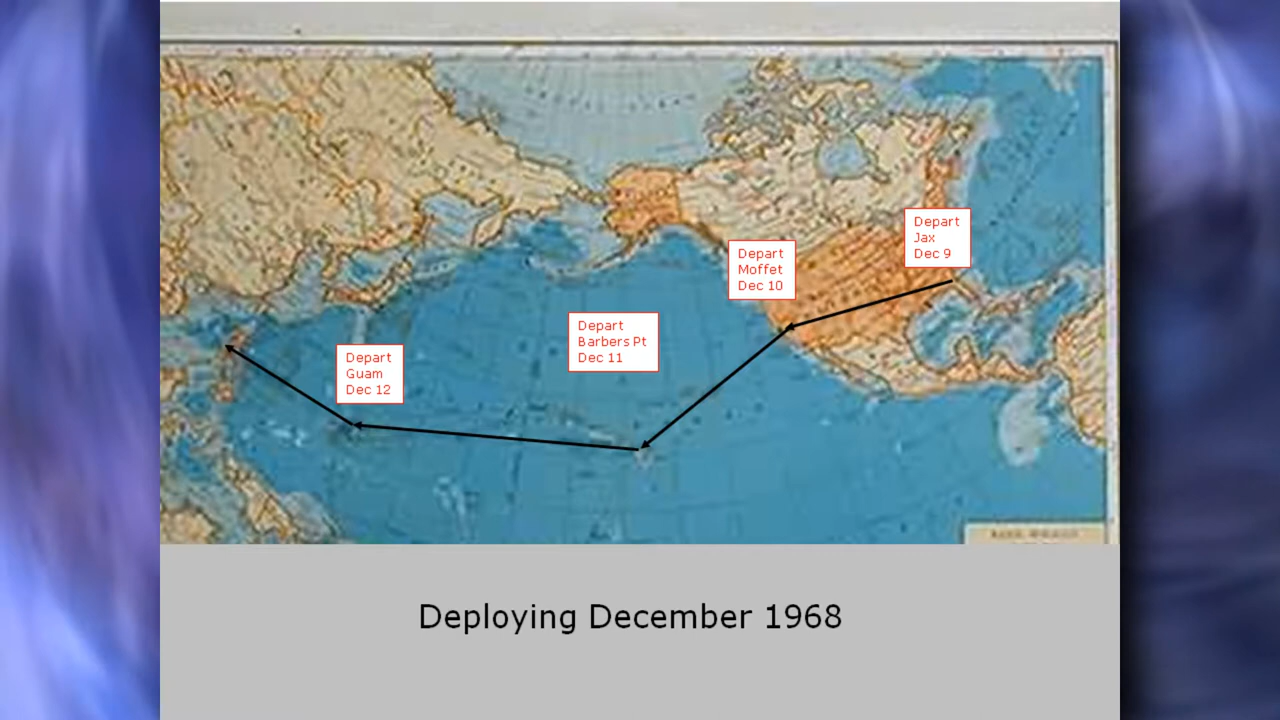 Depart
Jax
Dec 9
Depart
Moffet
Dec 10
Depart
Barbers Pt
Dec 11
Depart
Guam
Dec 12
Deploying December 1968